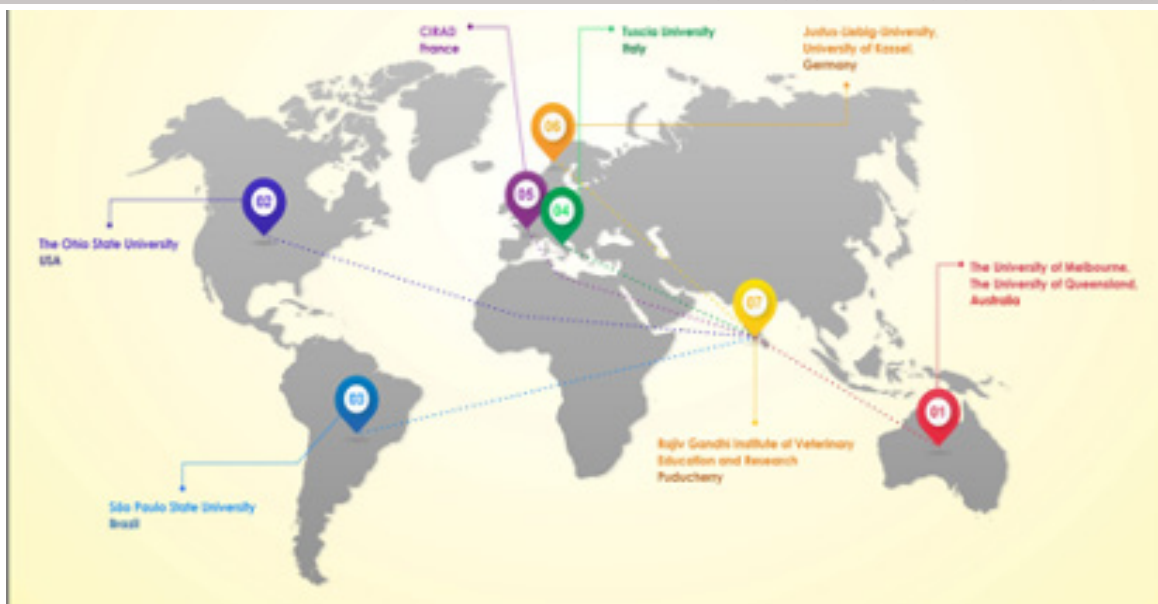 CIRAD
France
Tuscia University
Italy
Justus-Liebig-University,
University of Kassel,
Germany
06
05
04
02
The Ohio State University
USA
The University of Melbourne,
The University of Queensland,
Australia
07
03
01
Rajiv Gandhi Institute of Veterinary
Education and Research
Puducherry
São Paulo State University
Brazil